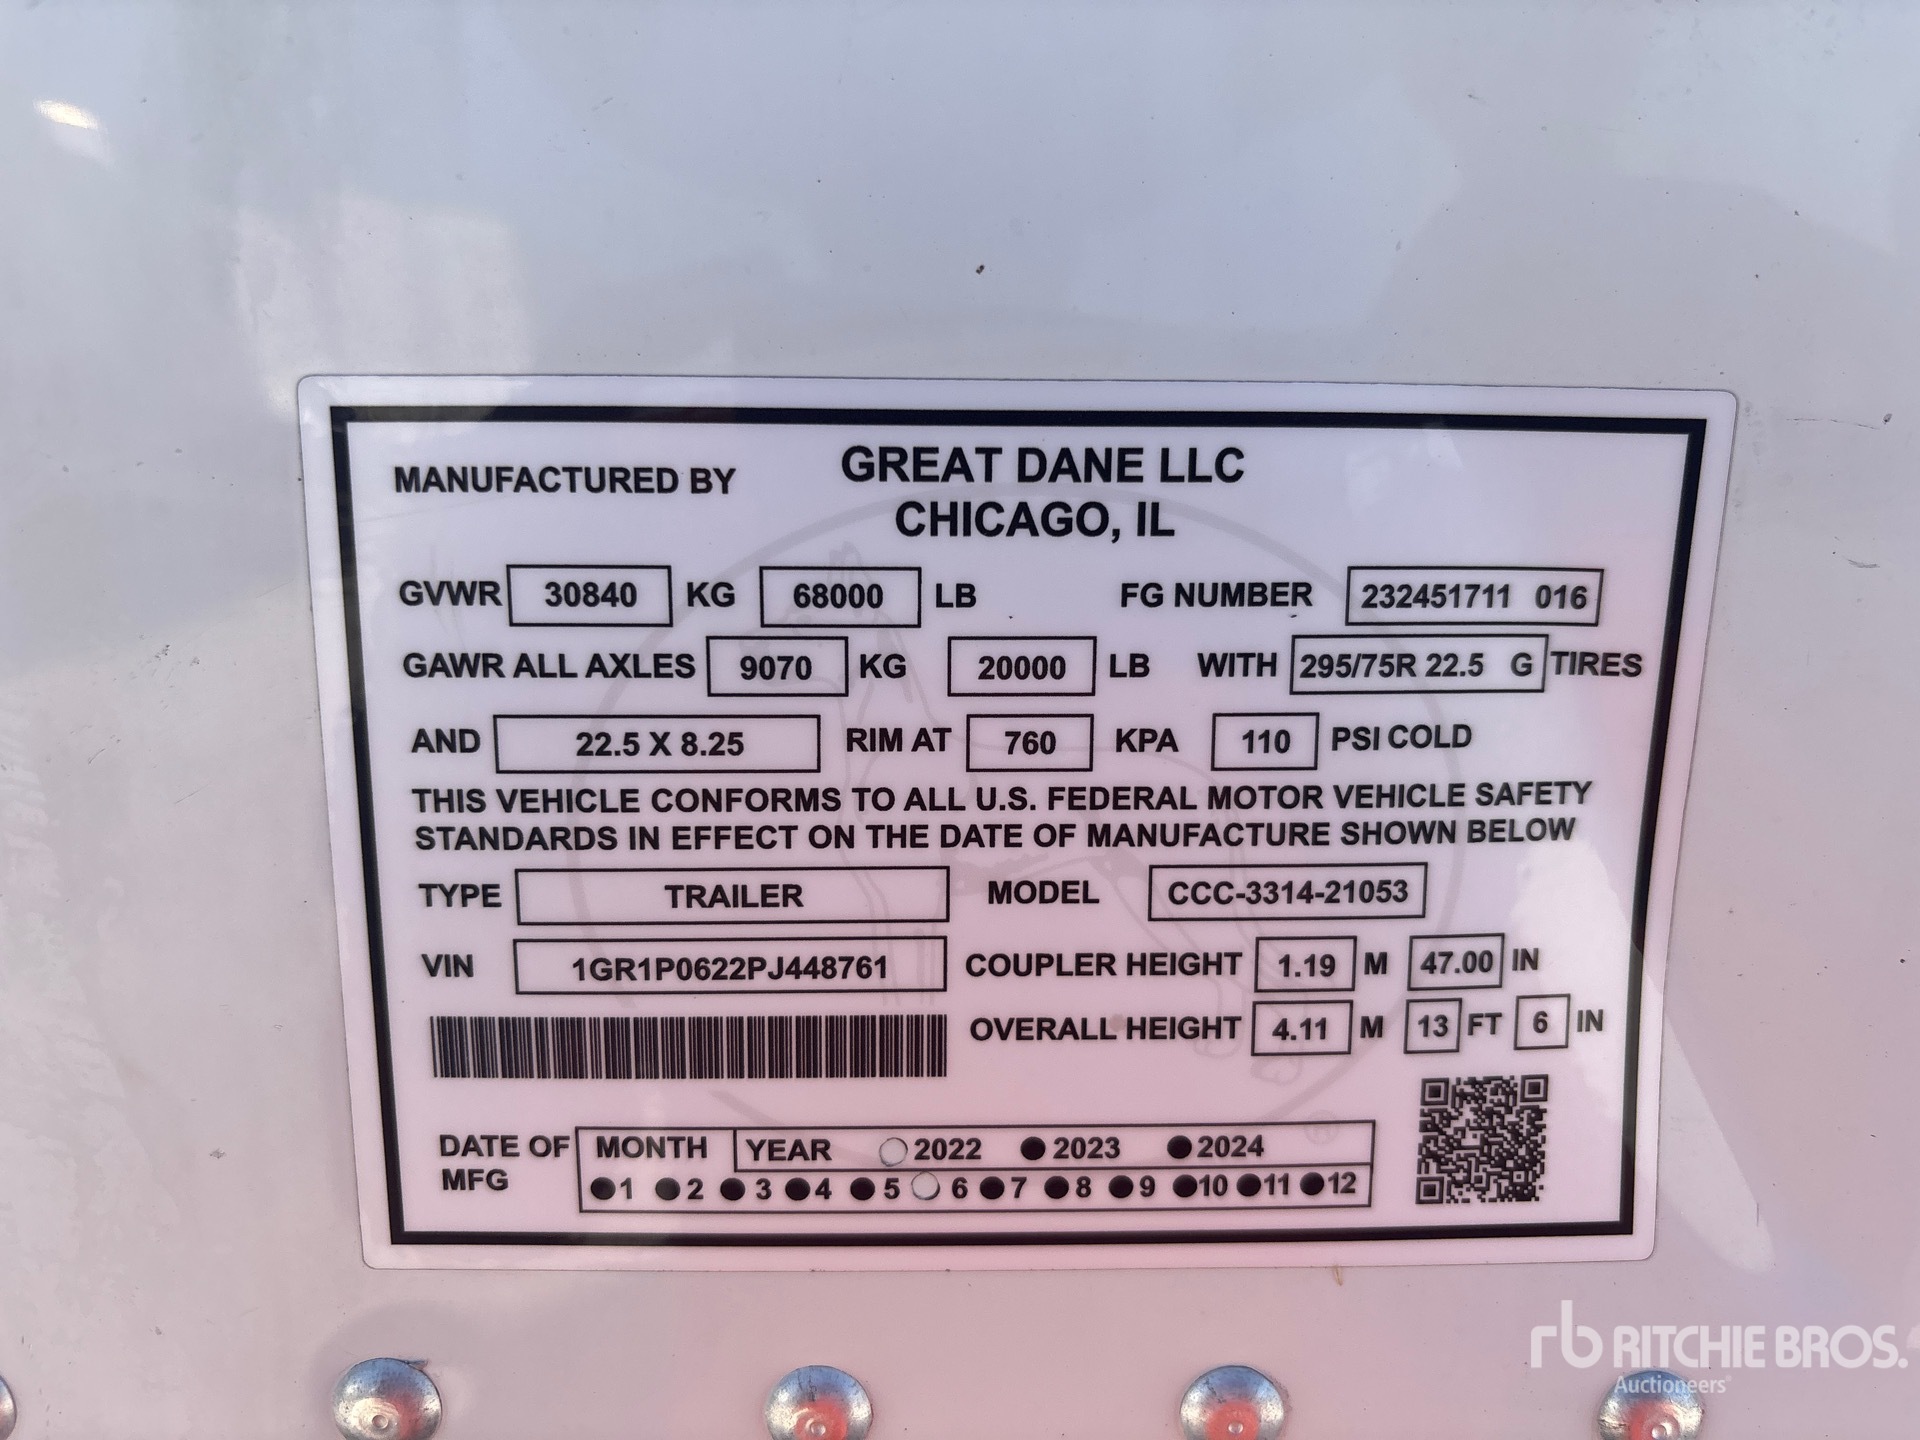 MANUFACTURED BY GREAT DANE LLC
CHICAGO, IL
GVWR 30840 KG 68000 LB FG NUMBER 232451711 016
GAWR ALL AXLES 9070 KG 20000 LB WITH 295/75R 22.5 G TIRES
AND 22.5 X 8.25 RIM AT 760 KPA 110 PSI COLD
THIS VEHICLE CONFORMS TO ALL U.S. FEDERAL MOTOR VEHICLE SAFETY
STANDARDS IN EFFECT ON THE DATE OF MANUFACTURE SHOWN BELOW
TYPE TRAILER MODEL CCC-3314-21053
VIN 1GR1P0622PJ448761 COUPLER HEIGHT 1.19 M 47.00 IN
OVERALL HEIGHT 4.11 M 13 FT 6 IN
DATE OF MFG MONTH YEAR 2022 2023 2024
1 2 3 4 5 6 7 8 9 10 11 12
rb RITCHIE BROS.
Auctioneers